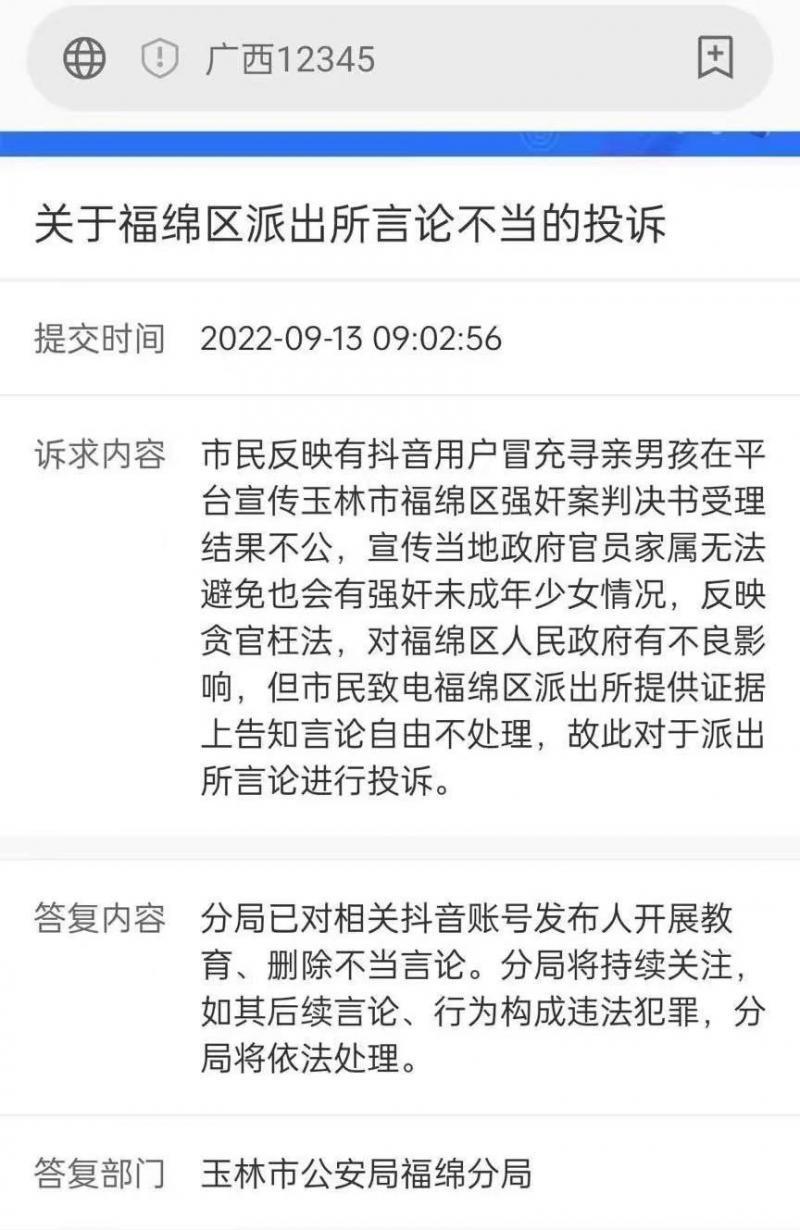 广西12345
关于福绵区派出所言论不当的投诉
提交时间 2022-09-13 09:02:56
诉求内容 市民反映有抖音用户冒充寻亲男孩在平
台宣传玉林市福绵区强奸案判决书受理
结果不公，宣传当地政府官员家属无法
避免也会有强奸未成年少女情况，反映
贪官枉法，对福绵区人民政府有不良影
响，但市民致电福绵区派出所提供证据
上告知言论自由不处理，故此对于派出
所言论进行投诉。
答复内容 分局已对相关抖音账号发布人开展教
育、删除不当言论。分局将持续关注，
如其后续言论、行为构成违法犯罪，分
局将依法处理。
答复部门 玉林市公安局福绵分局